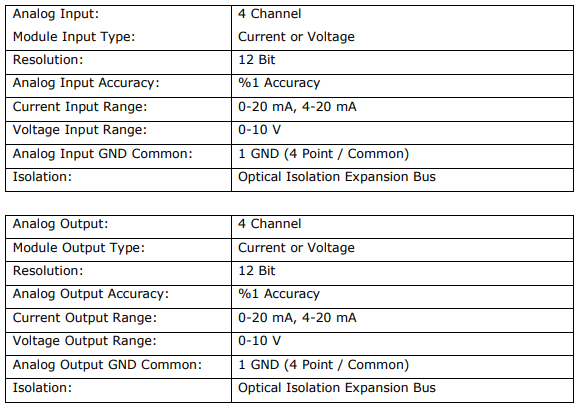 Analog Input: 4 Channel
Module Input Type: Current or Voltage
Resolution: 12 Bit
Analog Input Accuracy: %1 Accuracy
Current Input Range: 0-20 mA, 4-20 mA
Voltage Input Range: 0-10 V
Analog Input GND Common: 1 GND (4 Point / Common)
Isolation: Optical Isolation Expansion Bus
Analog Output: 4 Channel
Module Output Type: Current or Voltage
Resolution: 12 Bit
Analog Output Accuracy: %1 Accuracy
Current Output Range: 0-20 mA, 4-20 mA
Voltage Output Range: 0-10 V
Analog Output GND Common: 1 GND (4 Point / Common)
Isolation: Optical Isolation Expansion Bus